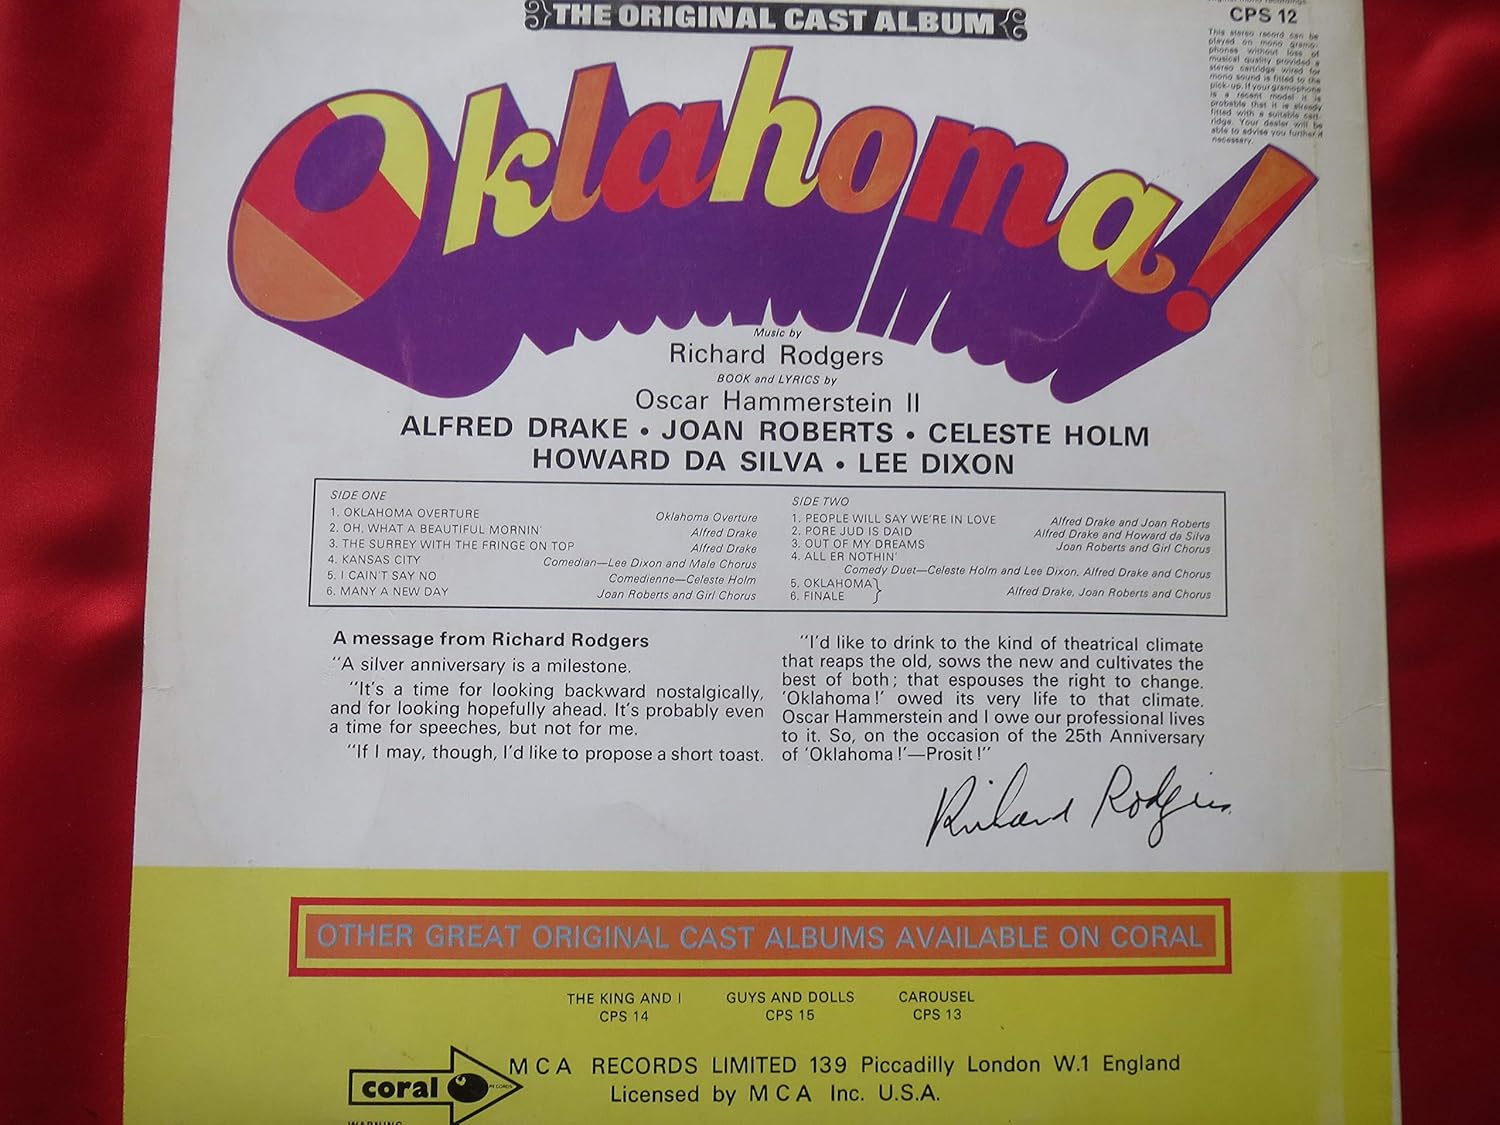 THE ORIGINAL CAST ALBUM
CPS 12
This stereo record can be
played on mono gramo-
phones without loss of
musical quality provided a
stereo cartridge wired for
mono sound is fitted to the
pick-up. If your gramophone
is a recent model it is
probable that it is already
fitted with a suitable cart-
ridge. Your dealer will be
able to advise you further if
necessary.
Oklahoma!
Music by
Richard Rodgers
BOOK and LYRICS by
Oscar Hammerstein II
ALFRED DRAKE • JOAN ROBERTS • CELESTE HOLM
HOWARD DA SILVA • LEE DIXON
SIDE ONE
1. OKLAHOMA OVERTURE Oklahoma Overture
2. OH, WHAT A BEAUTIFUL MORNIN' Alfred Drake
3. THE SURREY WITH THE FRINGE ON TOP Alfred Drake
4. KANSAS CITY Comedian—Lee Dixon and Male Chorus
5. I CAIN'T SAY NO Comedienne—Celeste Holm
6. MANY A NEW DAY Joan Roberts and Girl Chorus
SIDE TWO
1. PEOPLE WILL SAY WE'RE IN LOVE Alfred Drake and Joan Roberts
2. PORE JUD IS DAID Alfred Drake and Howard da Silva
3. OUT OF MY DREAMS Joan Roberts and Girl Chorus
4. ALL ER NOTHIN'
Comedy Duet—Celeste Holm and Lee Dixon, Alfred Drake and Chorus
5. OKLAHOMA
6. FINALE } Alfred Drake, Joan Roberts and Chorus
A message from Richard Rodgers
"A silver anniversary is a milestone.
"It's a time for looking backward nostalgically,
and for looking hopefully ahead. It's probably even
a time for speeches, but not for me.
"If I may, though, I'd like to propose a short toast.
"I'd like to drink to the kind of theatrical climate
that reaps the old, sows the new and cultivates the
best of both; that espouses the right to change.
'Oklahoma!' owed its very life to that climate.
Oscar Hammerstein and I owe our professional lives
to it. So, on the occasion of the 25th Anniversary
of 'Oklahoma!'—Prosit!"
Richard Rodgers
OTHER GREAT ORIGINAL CAST ALBUMS AVAILABLE ON CORAL
THE KING AND I GUYS AND DOLLS CAROUSEL
CPS 14 CPS 15 CPS 13
coral RECORDS
MCA RECORDS LIMITED 139 Piccadilly London W.1 England
Licensed by MCA Inc. U.S.A.
WARNING